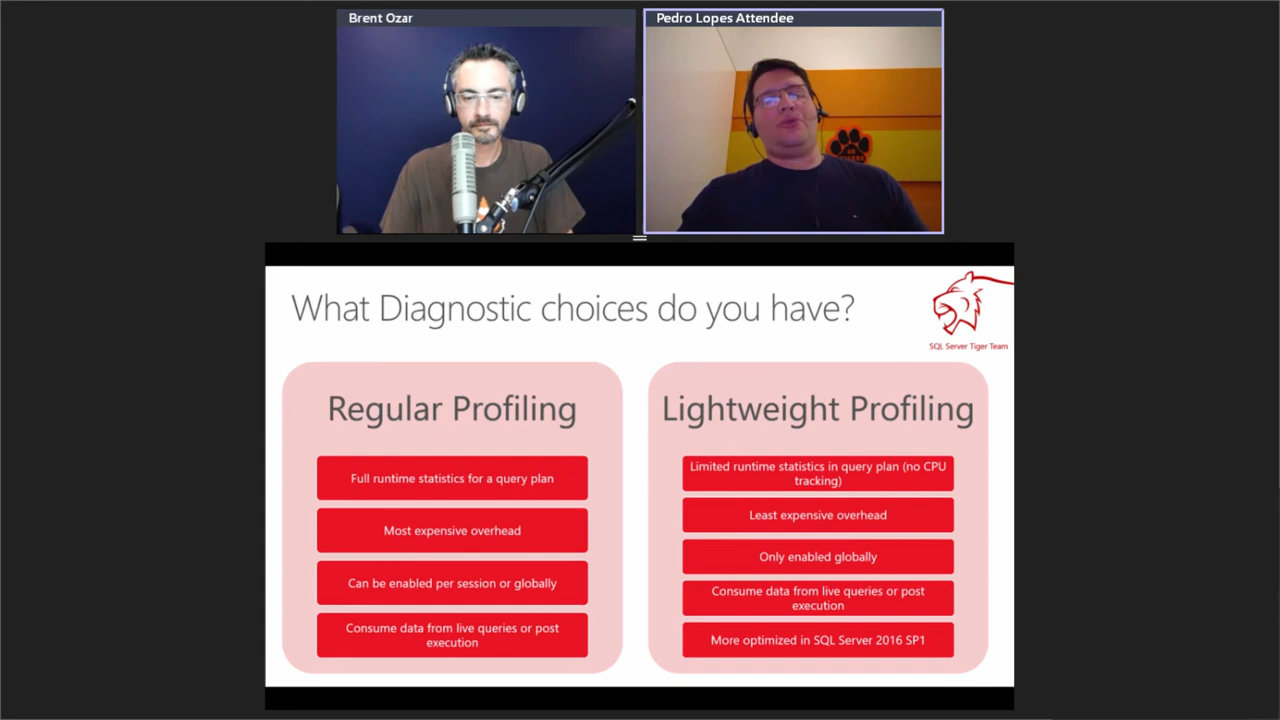 Brent Ozar
Pedro Lopes Attendee
What Diagnostic choices do you have?
SQL Server Tiger Team
Regular Profiling
Full runtime statistics for a query plan
Most expensive overhead
Can be enabled per session or globally
Consume data from live queries or post
execution
Lightweight Profiling
Limited runtime statistics in query plan (no CPU
tracking)
Least expensive overhead
Only enabled globally
Consume data from live queries or post
execution
More optimized in SQL Server 2016 SP1